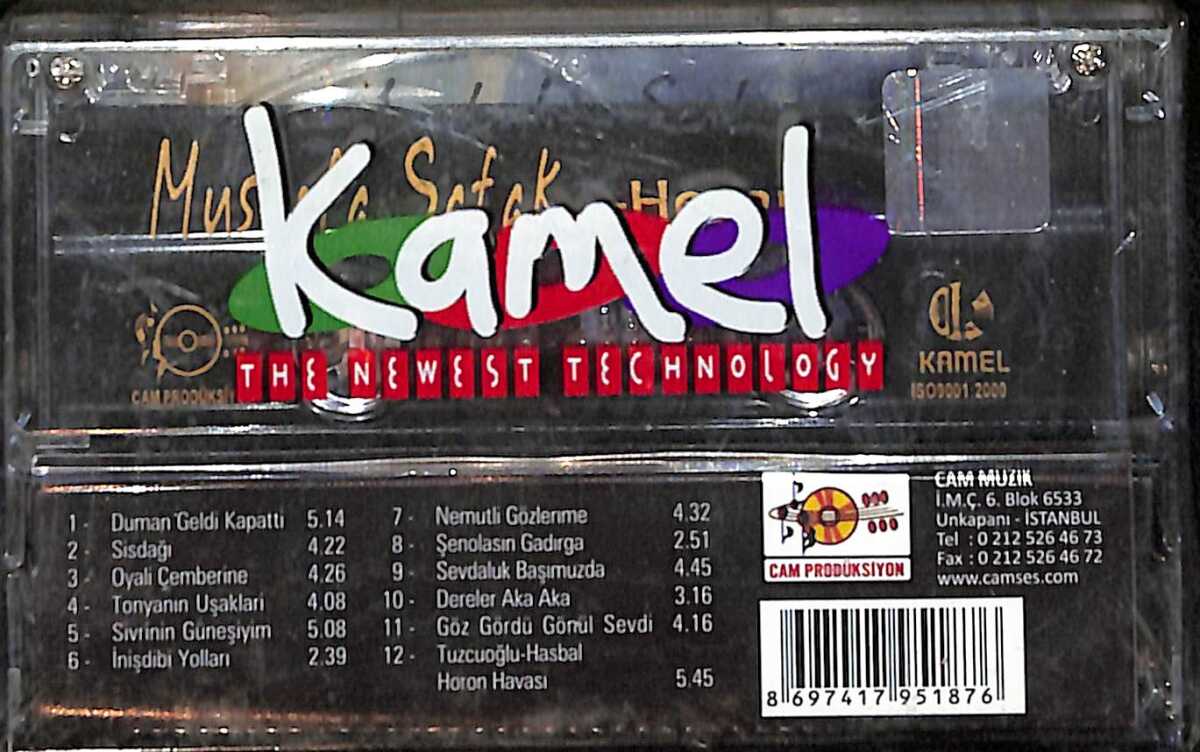 Kamel
THE NEWEST TECHNOLOGY
CAM PRODÜKSİ
KAMEL
ISO9001 2000
1 - Duman Geldi Kapatti 5.14
2 - Sisdağı 4.22
3 - Oyali Çemberine 4.26
4 - Tonyanın Uşaklari 4.08
5 - Sivrinin Güneşiyim 5.08
6 - İnişdibi Yolları 2.39
7 - Nemutli Gözlerime 4.32
8 - Şenolasın Gadırga 2.51
9 - Sevdaluk Başımuzda 4.45
10 - Dereler Aka Aka 3.16
11 - Göz Gördü Gönül Sevdi 4.16
12 - Tuzcuoğlu-Hasbal
Horon Havası 5.45
CAM PRODÜKSİYON
CAM MUZIK
İ.M.Ç. 6. Blok 6533
Unkapanı - İSTANBUL
Tel : 0 212 526 46 73
Fax : 0 212 526 46 72
www.camses.com
8 697417 951876